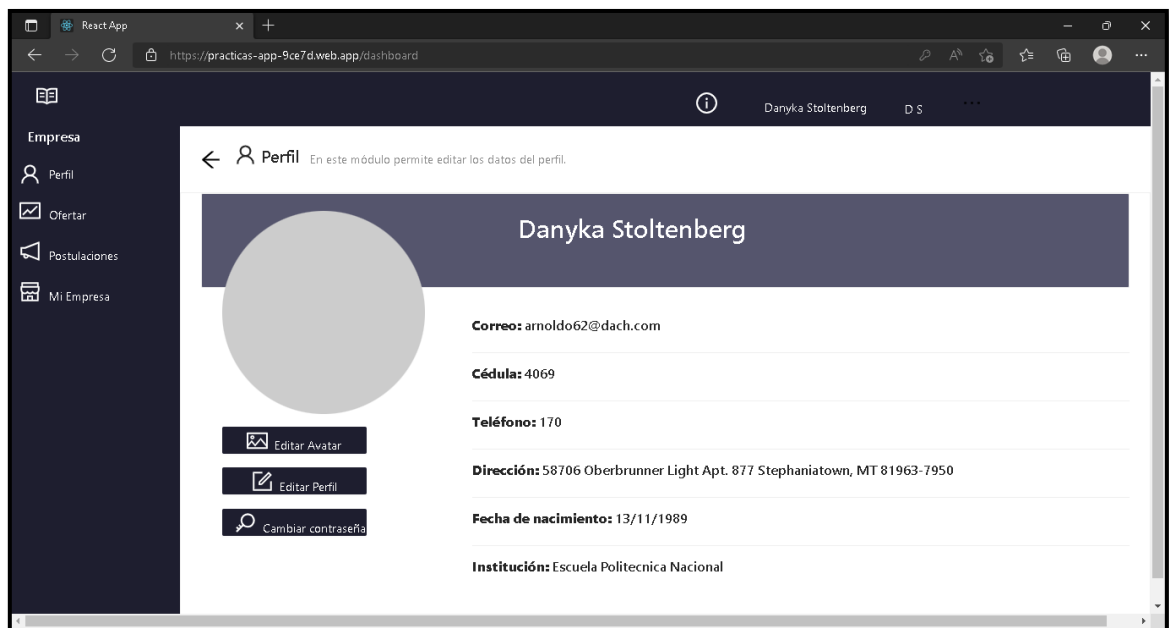 React App
https://practicas-app-9ce7d.web.app/dashboard
Danyka Stoltenberg D S ...
Empresa
Perfil
Ofertar
Postulaciones
Mi Empresa
Perfil En este módulo permite editar los datos del perfil.
Danyka Stoltenberg
Correo: arnoldo62@dach.com
Cédula: 4069
Teléfono: 170
Dirección: 58706 Oberbrunner Light Apt. 877 Stephaniatown, MT 81963-7950
Fecha de nacimiento: 13/11/1989
Institución: Escuela Politecnica Nacional
Editar Avatar
Editar Perfil
Cambiar contraseña